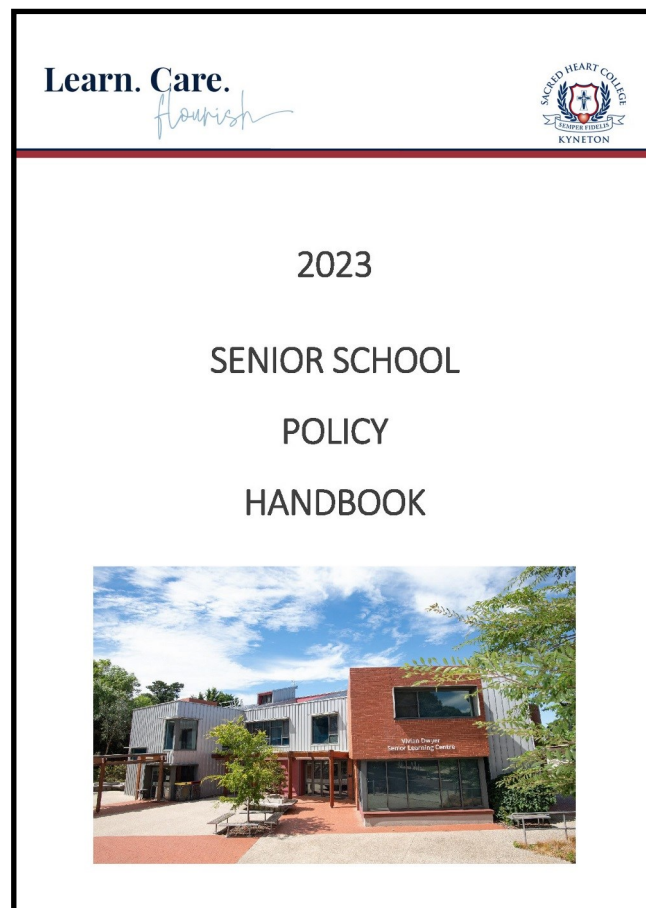 Learn. Care.
flourish
SACRED HEART COLLEGE
SEMPER FIDELIS
KYNETON
2023
SENIOR SCHOOL
POLICY
HANDBOOK
Vivian Dwyer
Senior Learning Centre